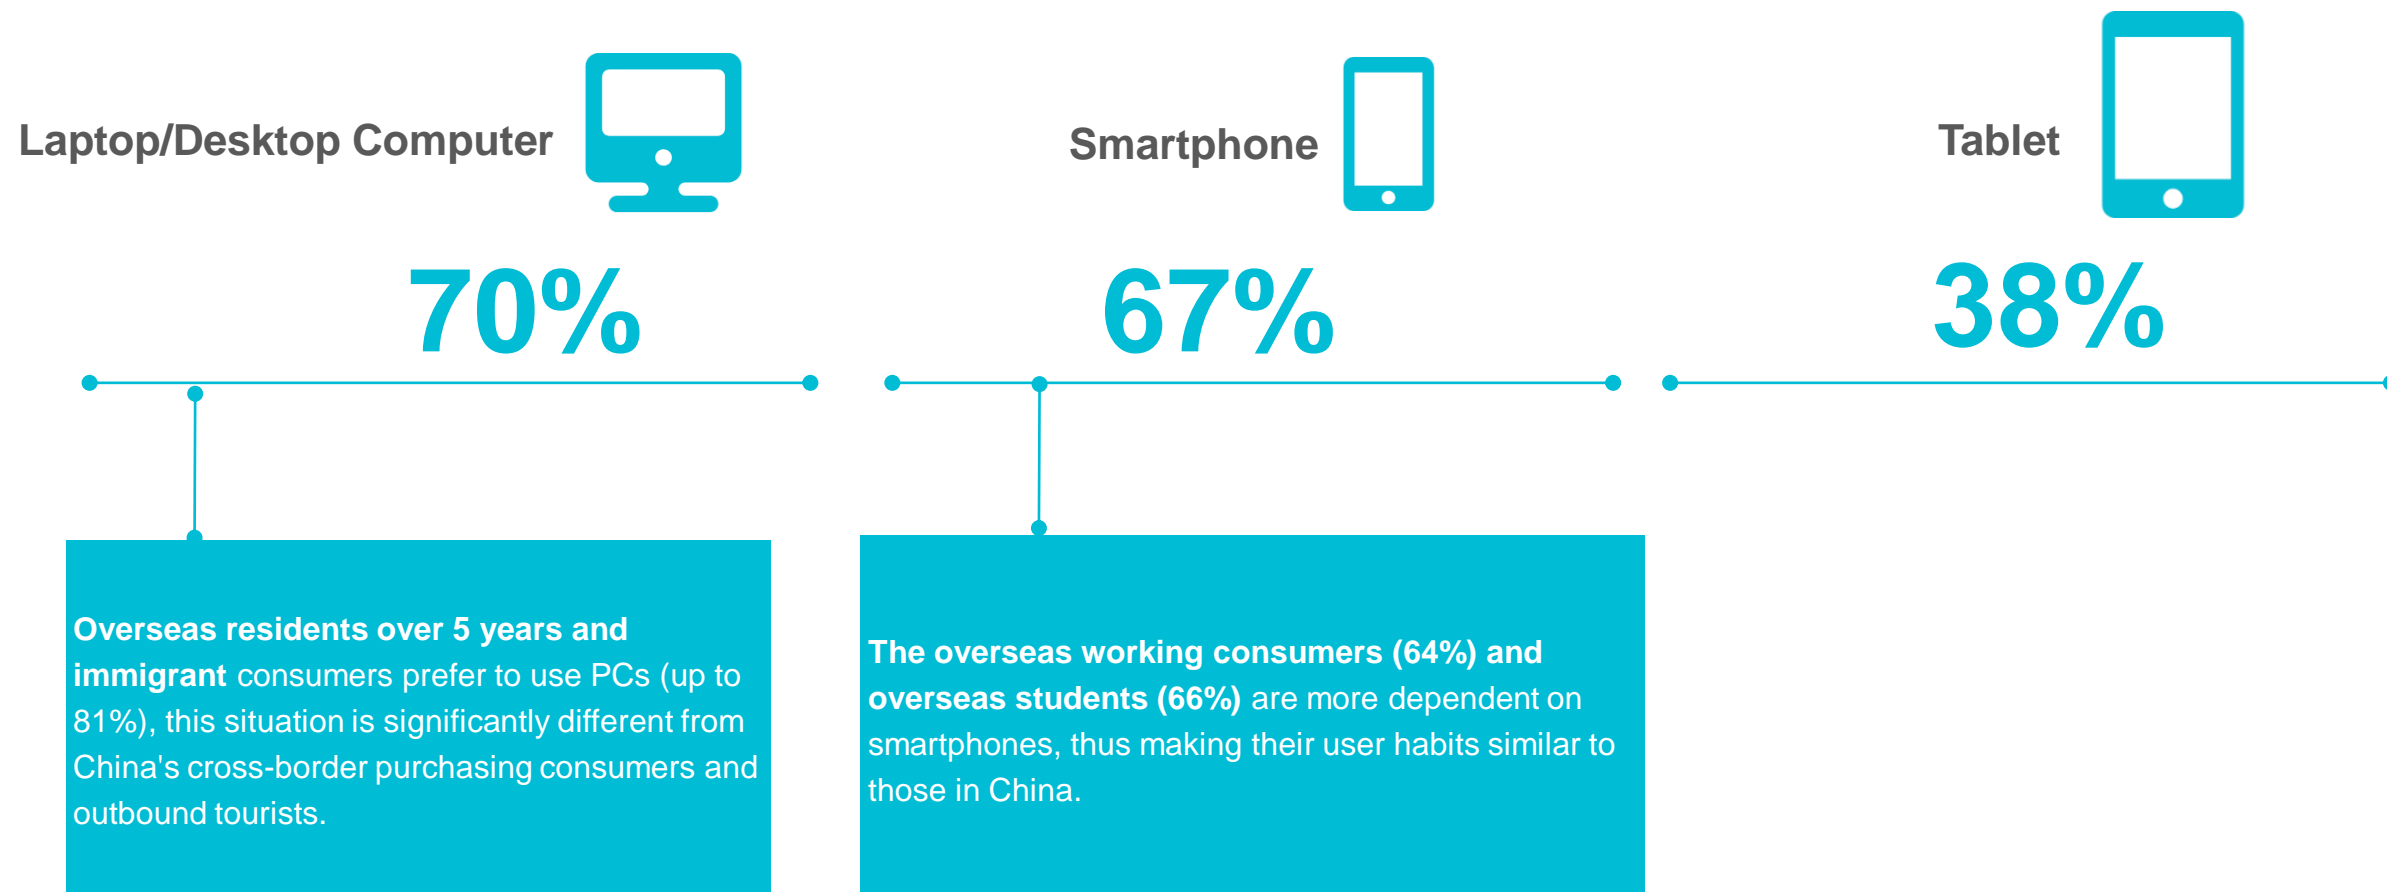 Laptop/Desktop Computer
70%
Overseas residents over 5 years and
immigrant consumers prefer to use PCs (up to
81%), this situation is significantly different from
China's cross-border purchasing consumers and
outbound tourists.
Smartphone
67%
The overseas working consumers (64%) and
overseas students (66%) are more dependent on
smartphones, thus making their user habits similar to
those in China.
Tablet
38%